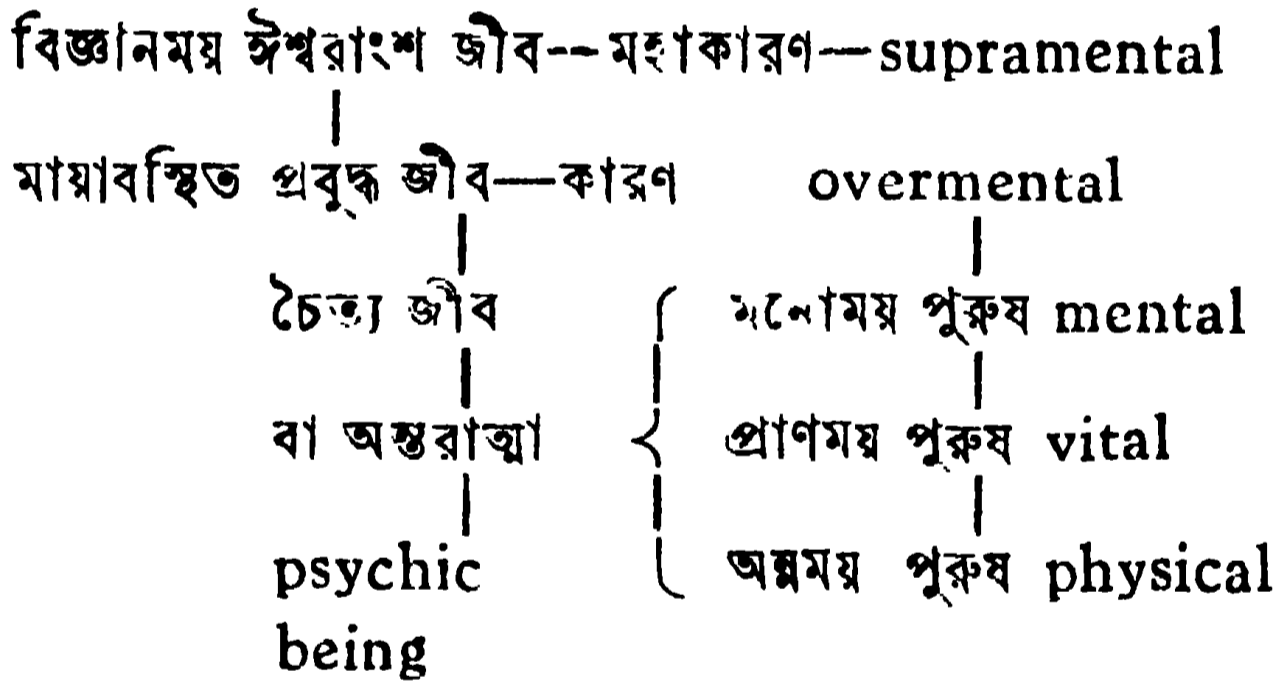 বিজ্ঞানময় ঈশ্বরাংশ জীব--মহাকারণ—supramental
মায়াবস্থিত প্রবুদ্ধ জীব—কারণ overmental
চৈত্য জীব { মনোময় পুরুষ mental
বা অন্তরাত্মা প্রাণময় পুরুষ vital
psychic অন্নময় পুরুষ physical
being